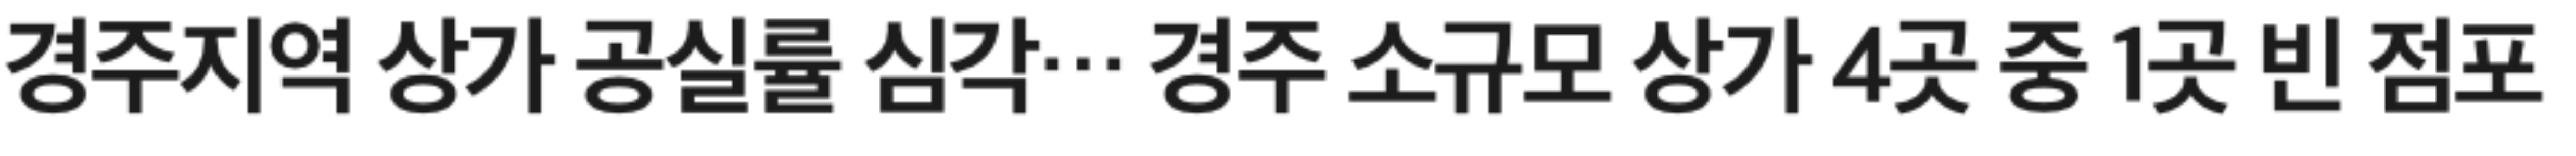 경주지역 상가 공실률 심각… 경주 소규모 상가 4곳 중 1곳 빈 점포